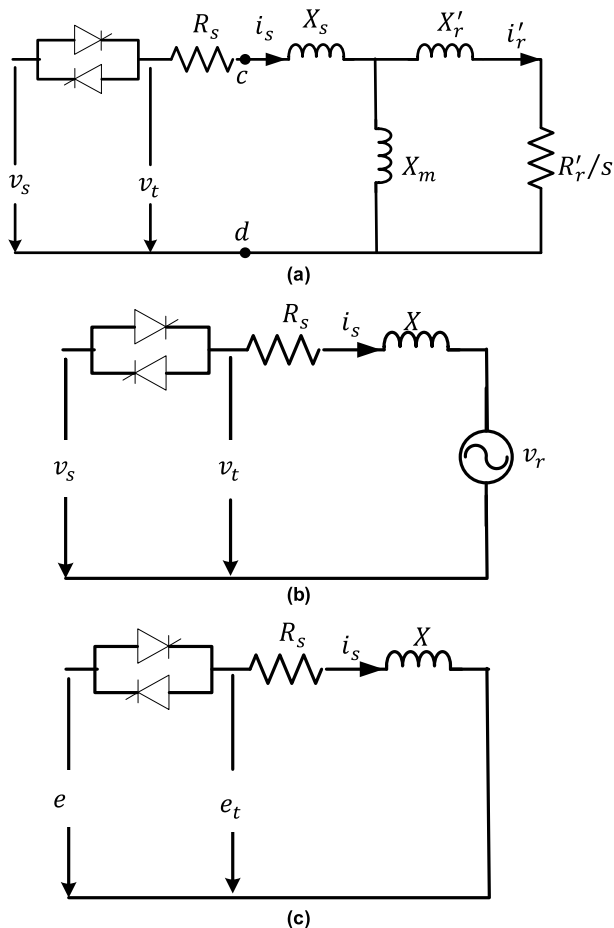 R_s c i_s X_s X'_r i'_r
v_s v_t X_m R'_r/s
d
(a)
R_s i_s X
v_s v_t v_r
(b)
R_s i_s X
e e_t
(c)